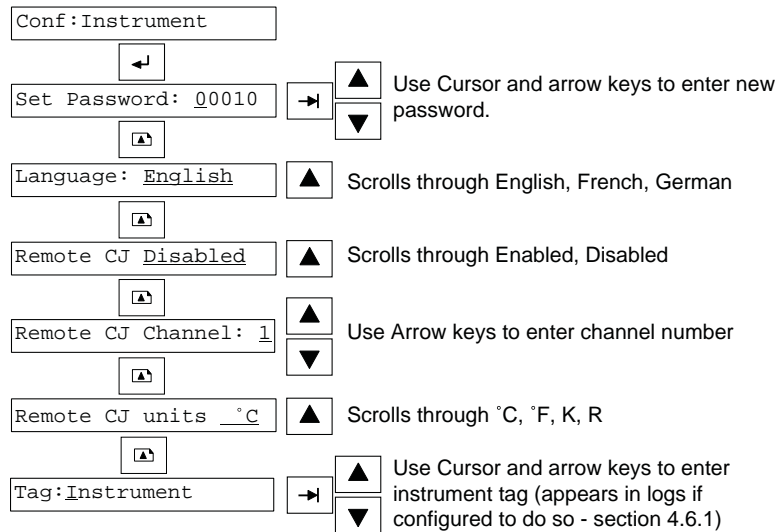 Conf:Instrument
Set Password: 00010
Use Cursor and arrow keys to enter new
password.
Language: English
Scrolls through English, French, German
Remote CJ Disabled
Scrolls through Enabled, Disabled
Remote CJ Channel: 1
Use Arrow keys to enter channel number
Remote CJ units °C
Scrolls through °C, °F, K, R
Tag:Instrument
Use Cursor and arrow keys to enter
instrument tag (appears in logs if
configured to do so - section 4.6.1)